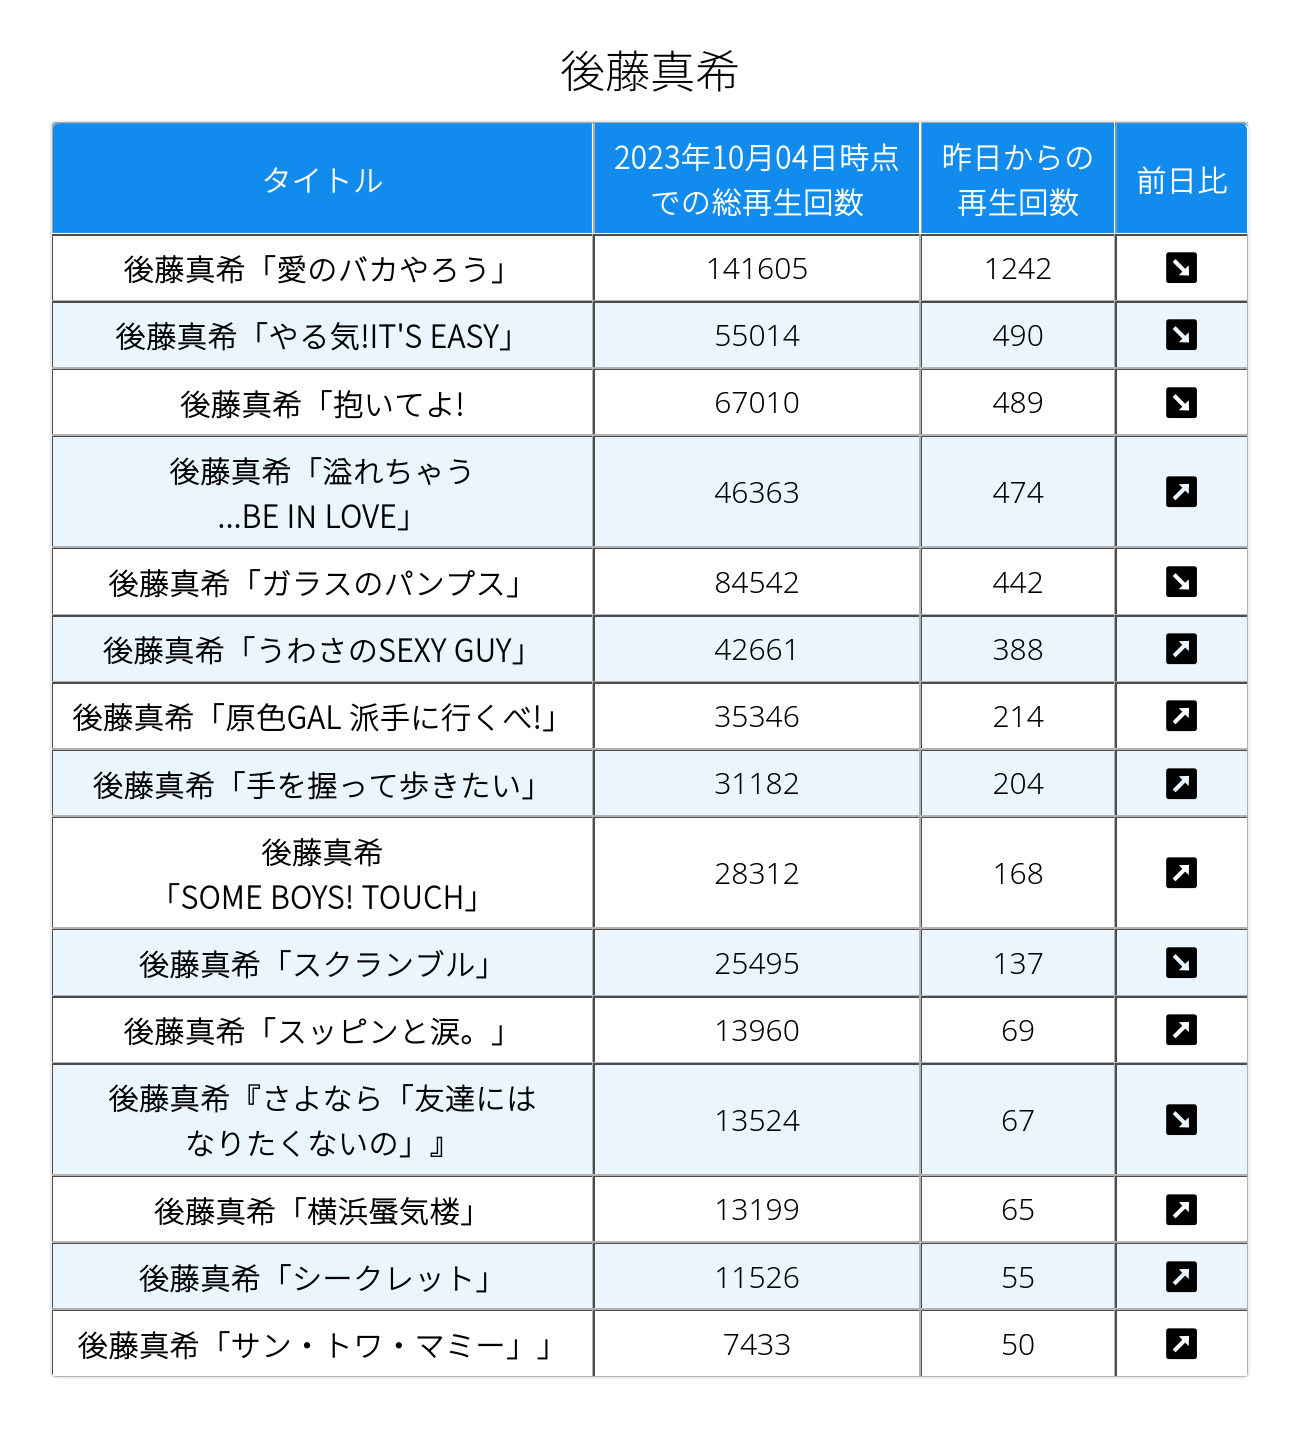 後藤真希
タイトル
2023年10月04日時点
での総再生回数
昨日からの
再生回数
前日比
後藤真希「愛のバカやろう」 141605 1242
後藤真希「やる気!IT'S EASY」 55014 490
後藤真希「抱いてよ! 67010 489
後藤真希「溢れちゃう
...BE IN LOVE」 46363 474
後藤真希「ガラスのパンプス」 84542 442
後藤真希「うわさのSEXY GUY」 42661 388
後藤真希「原色GAL 派手に行くべ!」 35346 214
後藤真希「手を握って歩きたい」 31182 204
後藤真希
「SOME BOYS! TOUCH」 28312 168
後藤真希「スクランブル」 25495 137
後藤真希「スッピンと涙。」 13960 69
後藤真希『さよなら「友達には
なりたくないの」』 13524 67
後藤真希「横浜蜃気楼」 13199 65
後藤真希「シークレット」 11526 55
後藤真希「サン・トワ・マミー」」 7433 50